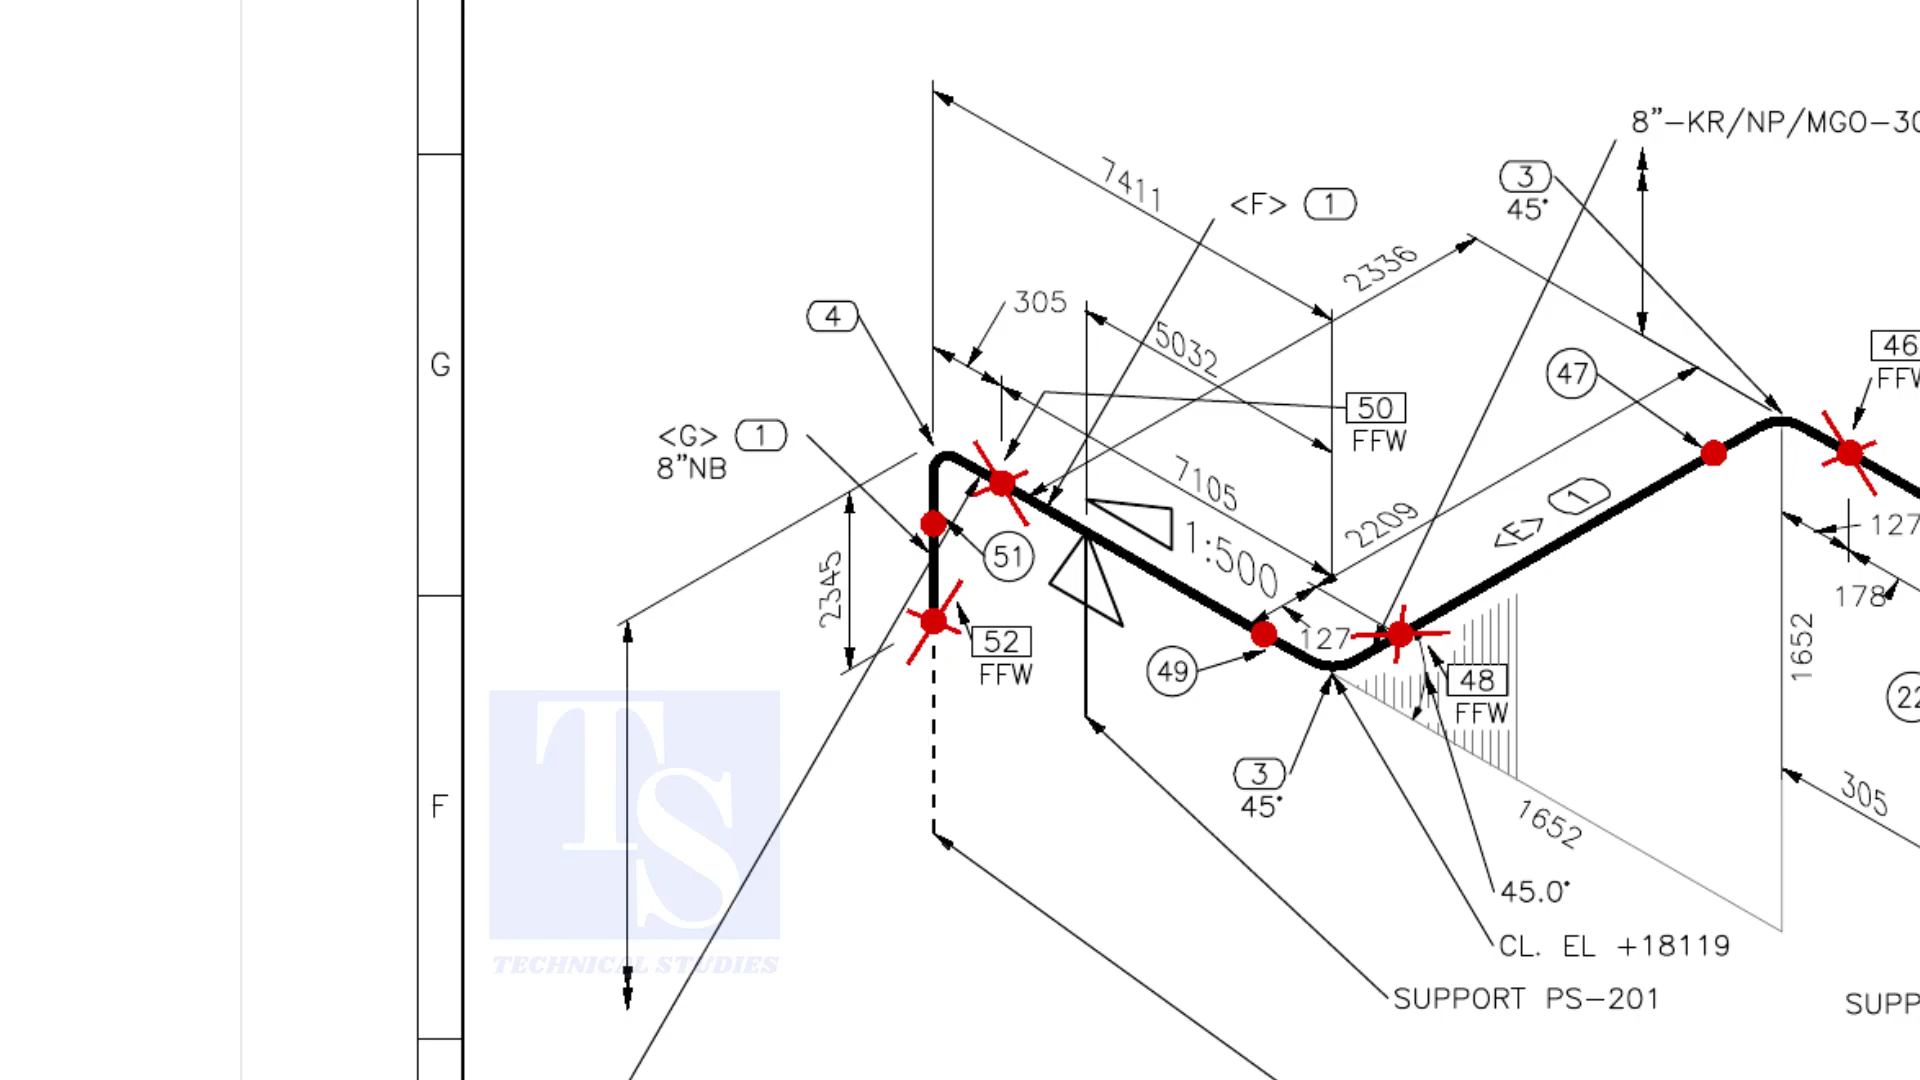 8”-KR/NP/MGO-30
3
45°
7411
<F> 1
2336
305
4
5032
46
FFW
47
50
FFW
<G> 1
8”NB
7105
2209
<E> 1
127
1:500
51
2345
178
127
52
FFW
49
48
FFW
1652
22
3
45°
305
1652
45.0°
CL. EL +18119
SUPPORT PS-201
SUPP
G
F
TS
TECHNICAL STUDIES